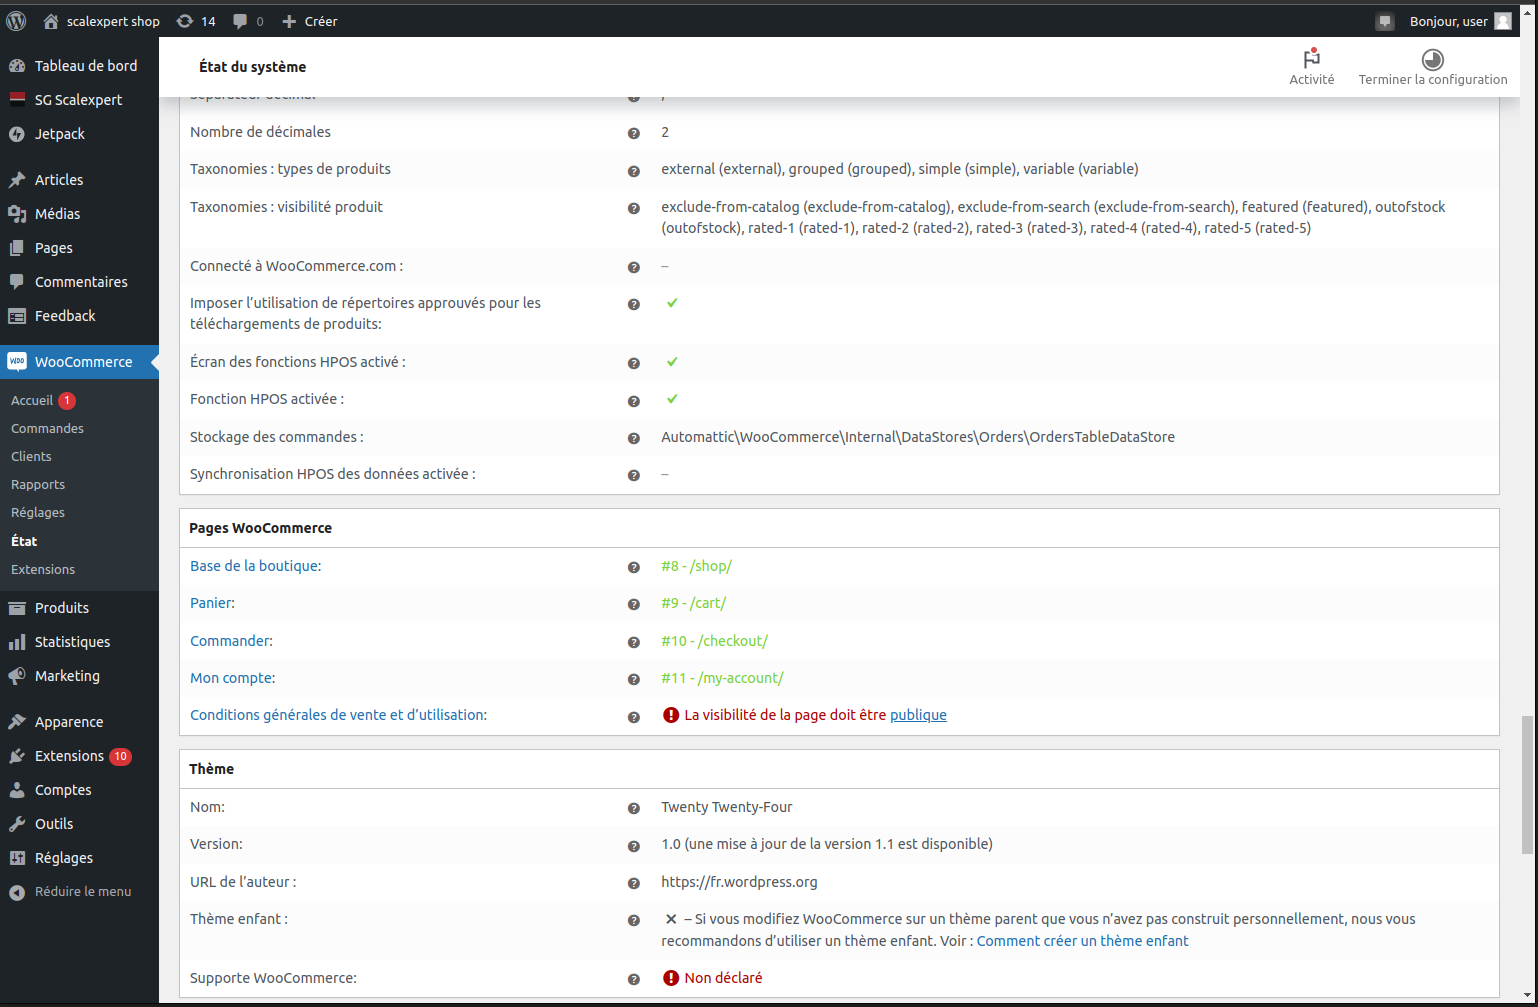 scalexpert shop
14
0
Créer
Bonjour, user
Tableau de bord
SG Scalexpert
Jetpack
Articles
Médias
Pages
Commentaires
Feedback
WooCommerce
Accueil 1
Commandes
Clients
Rapports
Réglages
État
Extensions
Produits
Statistiques
Marketing
Apparence
Extensions 10
Comptes
Outils
Réglages
Réduire le menu
État du système
Activité
Terminer la configuration
Séparateur décimal ,
Nombre de décimales 2
Taxonomies : types de produits external (external), grouped (grouped), simple (simple), variable (variable)
Taxonomies : visibilité produit exclude-from-catalog (exclude-from-catalog), exclude-from-search (exclude-from-search), featured (featured), outofstock
(outofstock), rated-1 (rated-1), rated-2 (rated-2), rated-3 (rated-3), rated-4 (rated-4), rated-5 (rated-5)
Connecté à WooCommerce.com : –
Imposer l’utilisation de répertoires approuvés pour les
téléchargements de produits: ✔
Écran des fonctions HPOS activé : ✔
Fonction HPOS activée : ✔
Stockage des commandes : Automattic\WooCommerce\Internal\DataStores\Orders\OrdersTableDataStore
Synchronisation HPOS des données activée : –
Pages WooCommerce
Base de la boutique: #8 - /shop/
Panier: #9 - /cart/
Commander: #10 - /checkout/
Mon compte: #11 - /my-account/
Conditions générales de vente et d’utilisation: La visibilité de la page doit être publique
Thème
Nom: Twenty Twenty-Four
Version: 1.0 (une mise à jour de la version 1.1 est disponible)
URL de l’auteur : https://fr.wordpress.org
Thème enfant : – Si vous modifiez WooCommerce sur un thème parent que vous n’avez pas construit personnellement, nous vous
recommandons d’utiliser un thème enfant. Voir : Comment créer un thème enfant
Supporte WooCommerce: Non déclaré